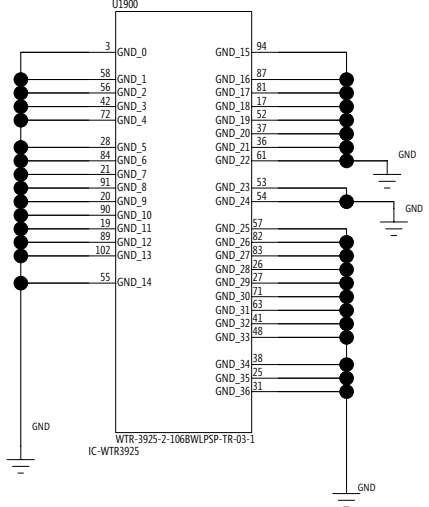 U1900
3 GND_0 GND_15 94
58 GND_1 GND_16 87
56 GND_2 GND_17 81
42 GND_3 GND_18 17
72 GND_4 GND_19 52
GND_20 37
28 GND_5 GND_21 36
84 GND_6 GND_22 61
GND
21 GND_7
91 GND_8 GND_23 53
20 GND_9 GND_24 54
GND
90 GND_10
19 GND_11 GND_25 57
89 GND_12 GND_26 82
102 GND_13 GND_27 83
GND_28 26
55 GND_14 GND_29 27
GND_30 71
GND_31 63
GND_32 41
GND_33 48
GND_34 38
GND_35 25
GND_36 31
GND
WTR-3925-2-106BWLPSP-TR-03-1
IC-WTR3925
GND